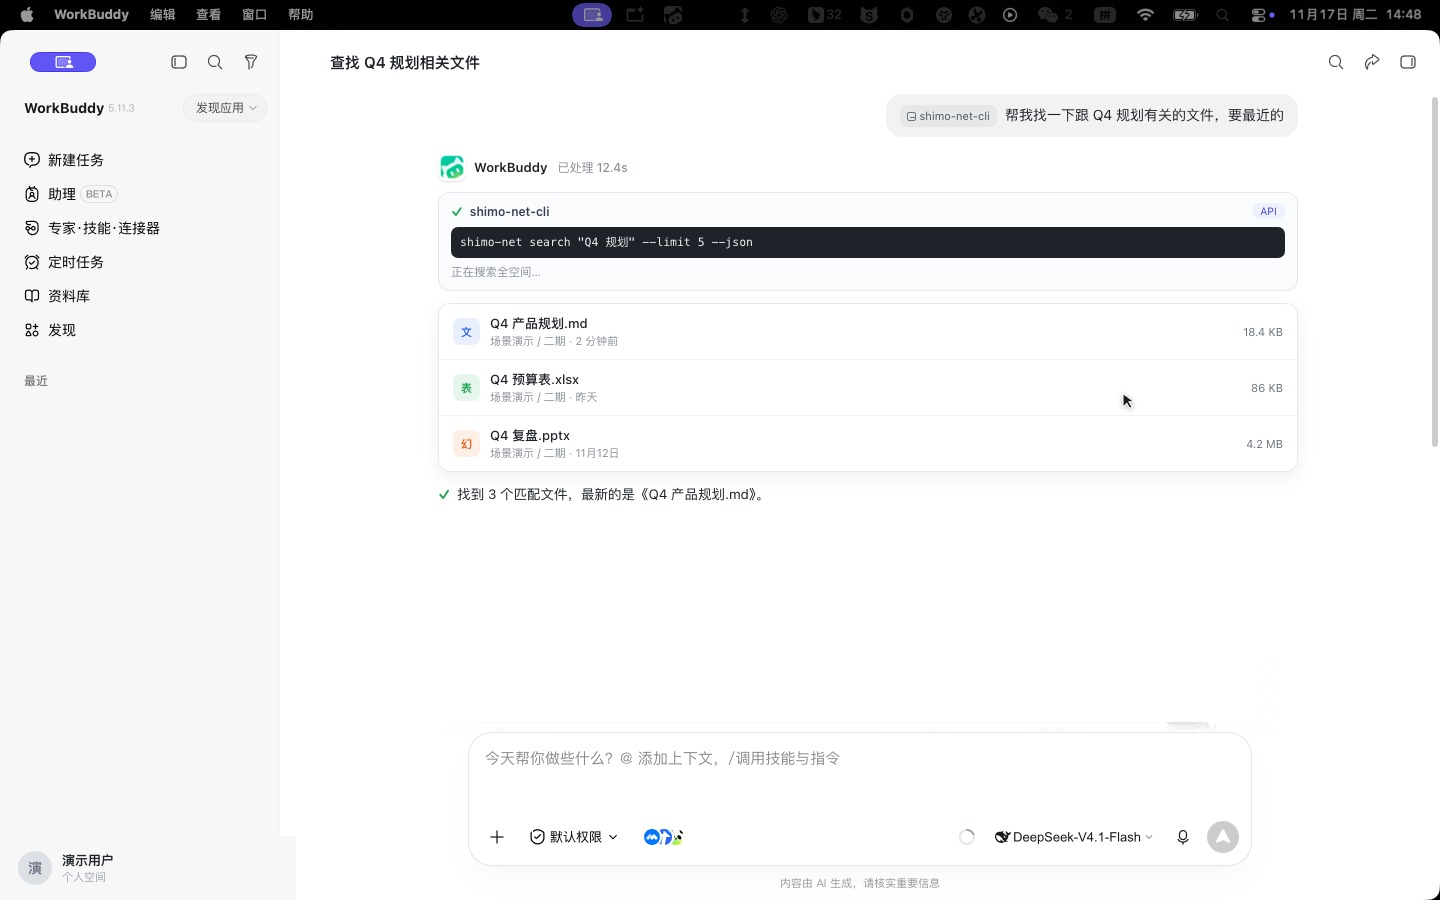 WorkBuddy 编辑 查看 窗口 帮助 32 2 拼 11月17日 周二 14:48
查找 Q4 规划相关文件
WorkBuddy 5.11.3 发现应用
新建任务
助理 BETA
专家·技能·连接器
定时任务
资料库
发现
最近
演 演示用户
个人空间
shimo-net-cli 帮我找一下跟 Q4 规划有关的文件，要最近的
WorkBuddy 已处理 12.4s
shimo-net-cli API
shimo-net search "Q4 规划" --limit 5 --json
正在搜索全空间...
文 Q4 产品规划.md 18.4 KB
场景演示 / 二期 · 2 分钟前
表 Q4 预算表.xlsx 86 KB
场景演示 / 二期 · 昨天
幻 Q4 复盘.pptx 4.2 MB
场景演示 / 二期 · 11月12日
找到 3 个匹配文件，最新的是《Q4 产品规划.md》。
今天帮你做些什么？@ 添加上下文，/调用技能与指令
默认权限 DeepSeek-V4.1-Flash
内容由 AI 生成，请核实重要信息